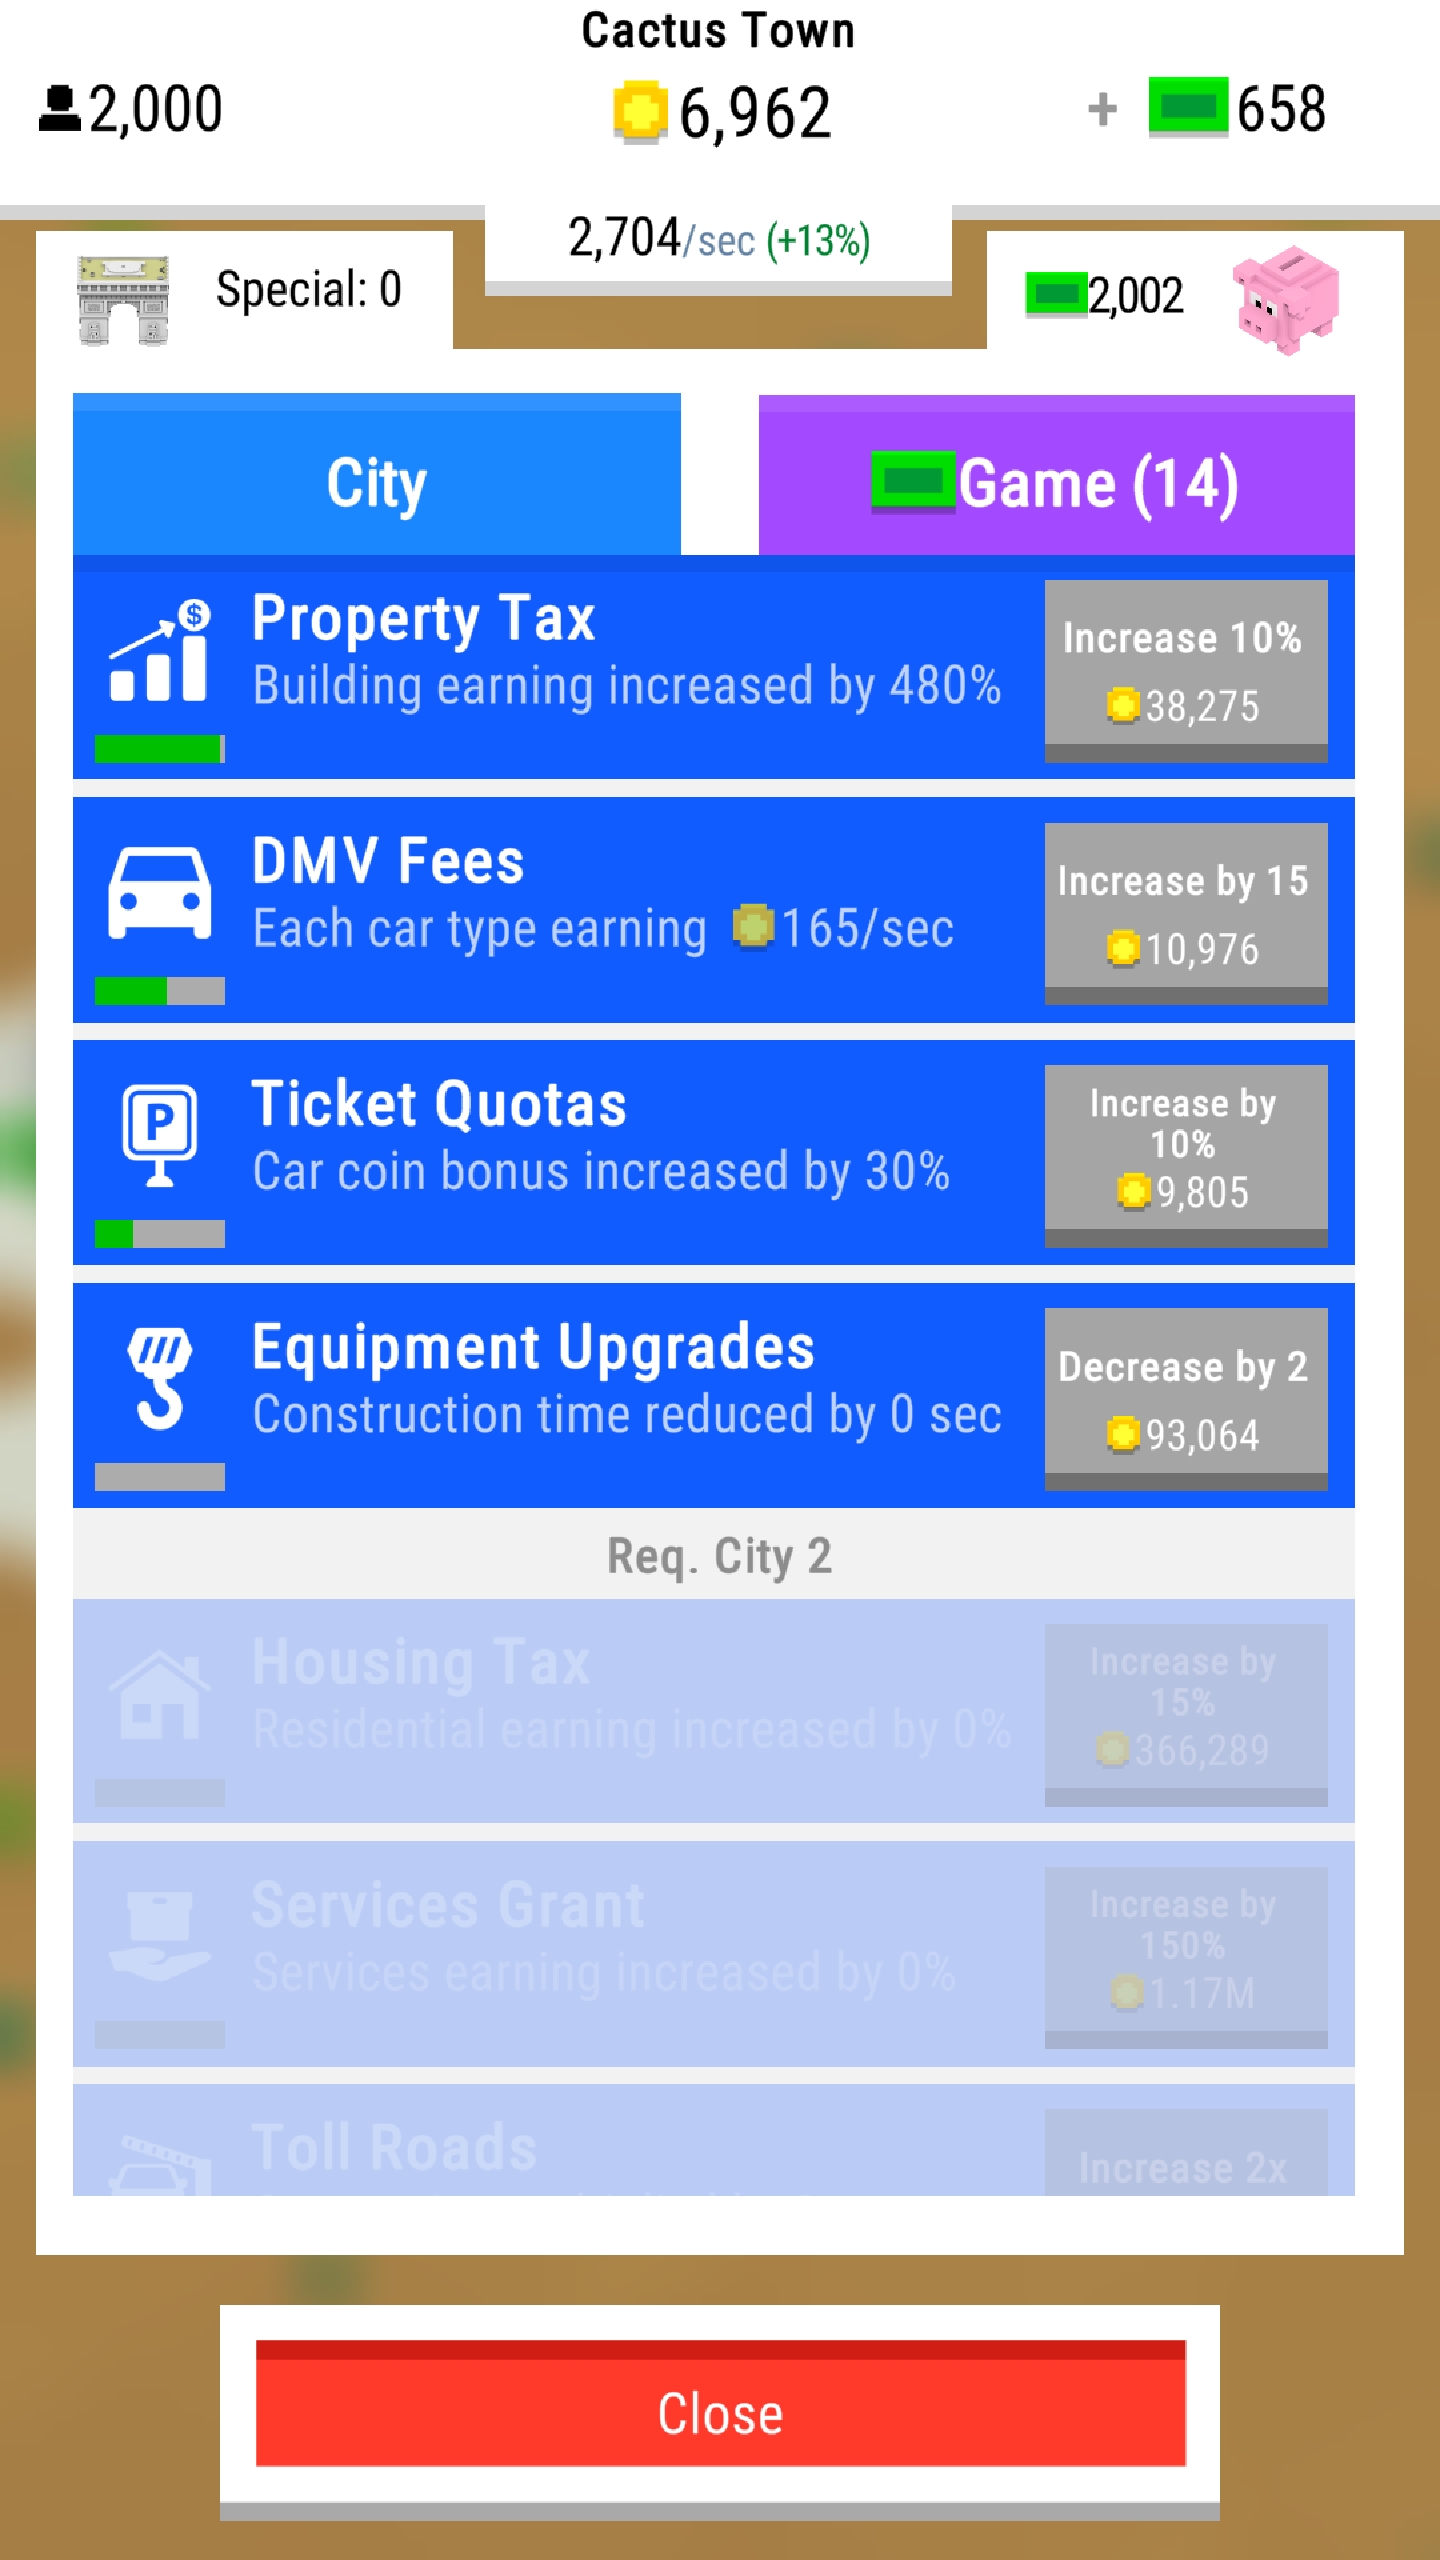 Cactus Town
2,000
6,962
+ 658
2,704/sec (+13%)
Special: 0
2,002
City
Game (14)
Property Tax
Building earning increased by 480%
Increase 10%
38,275
DMV Fees
Each car type earning 165/sec
Increase by 15
10,976
Ticket Quotas
Car coin bonus increased by 30%
Increase by
10%
9,805
Equipment Upgrades
Construction time reduced by 0 sec
Decrease by 2
93,064
Req. City 2
Housing Tax
Residential earning increased by 0%
Increase by
15%
366,289
Services Grant
Services earning increased by 0%
Increase by
150%
1.17M
Toll Roads
Increase 2x
Close